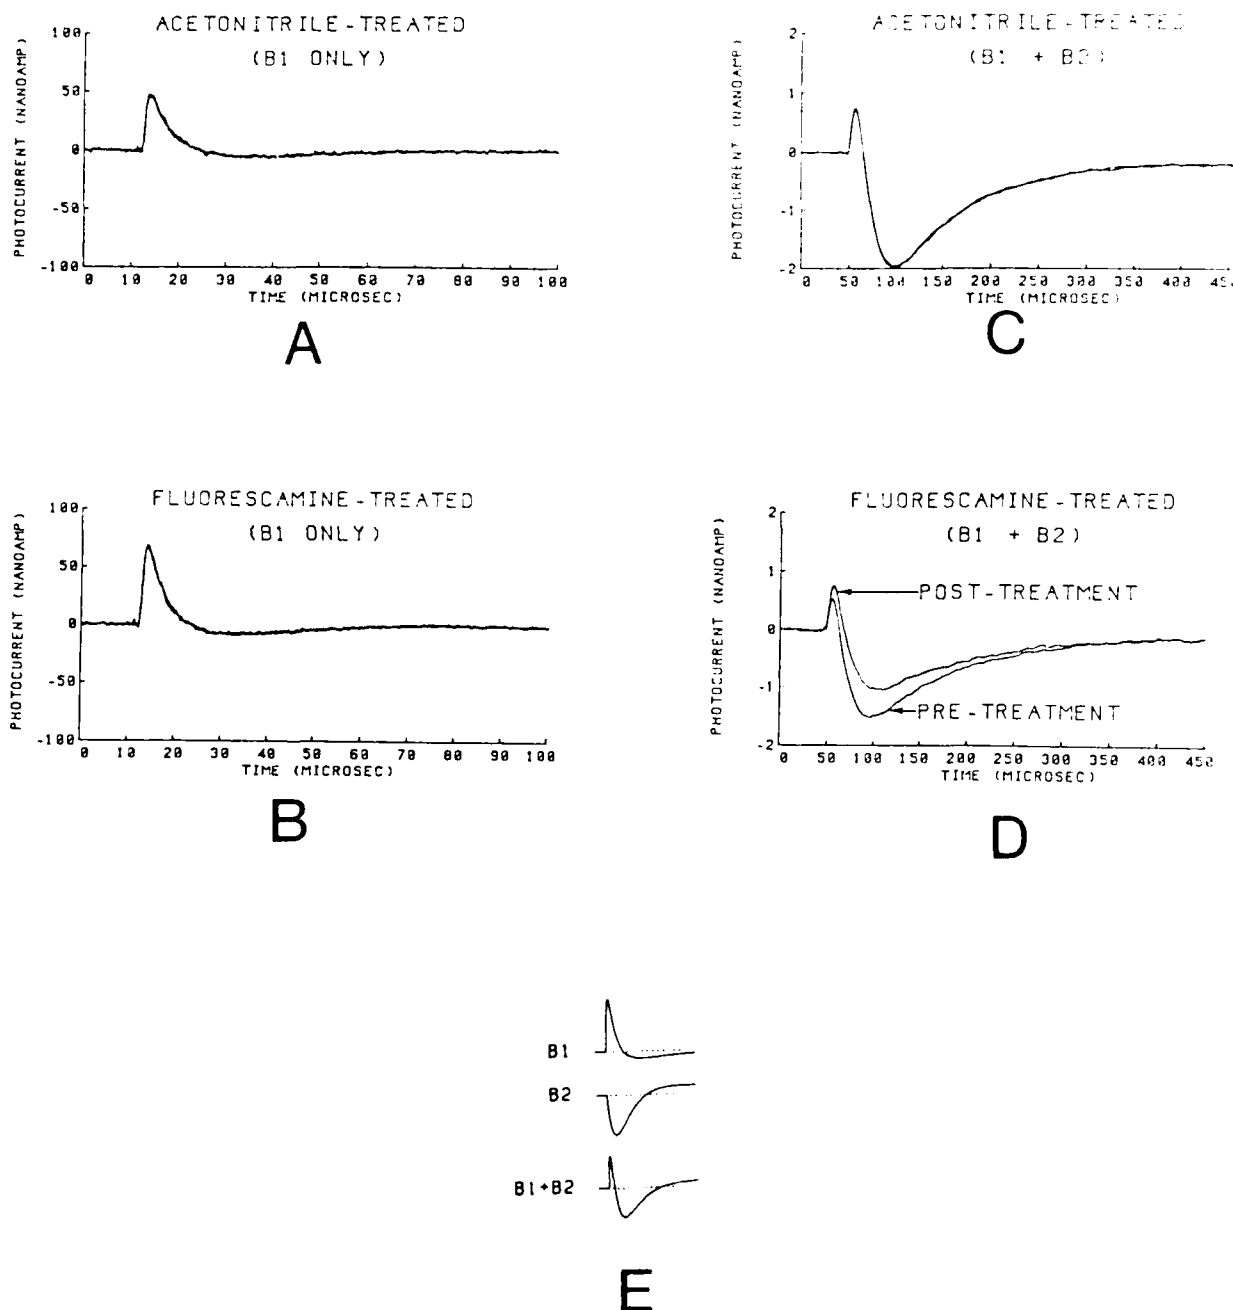 ACETONITRILE-TREATED
(B1 ONLY)
PHOTOCURRENT (NANOAMP)
100
50
0
-50
-100
0 10 20 30 40 50 60 70 80 90 100
TIME (MICROSEC)
A
ACETONITRILE-TREATED
(B1 + B2)
PHOTOCURRENT (NANOAMP)
2
1
0
-1
-2
0 50 100 150 200 250 300 350 400 450
TIME (MICROSEC)
C
FLUORESCAMINE-TREATED
(B1 ONLY)
PHOTOCURRENT (NANOAMP)
100
50
0
-50
-100
0 10 20 30 40 50 60 70 80 90 100
TIME (MICROSEC)
B
FLUORESCAMINE-TREATED
(B1 + B2)
PHOTOCURRENT (NANOAMP)
2
1
0
-1
-2
POST-TREATMENT
PRE-TREATMENT
0 50 100 150 200 250 300 350 400 450
TIME (MICROSEC)
D
B1
B2
B1+B2
E